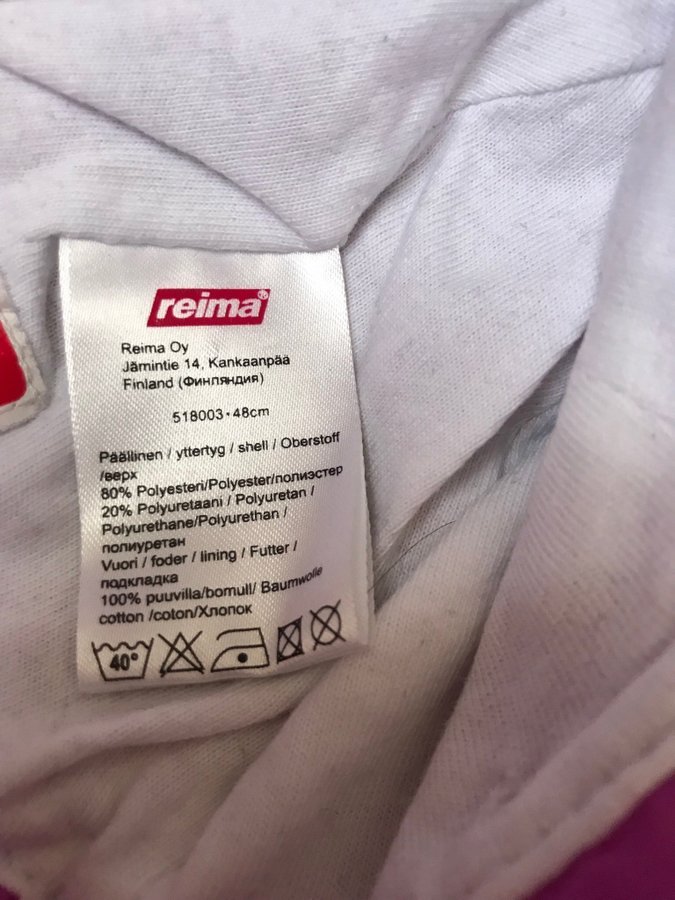 reima
Reima Oy
Jämintie 14, Kankaanpää
Finland (Финляндия)
518003 · 48cm
Päällinen / yttertyg / shell / Oberstoff
/верх
80% Polyesteri/Polyester/полиэстер
20% Polyuretaani / Polyuretan /
Polyurethane/Polyurethan /
полиуретан
Vuori / foder / lining / Futter /
подкладка
100% puuvilla/bomull/ Baumwolle
cotton /coton/Хлопок
40°